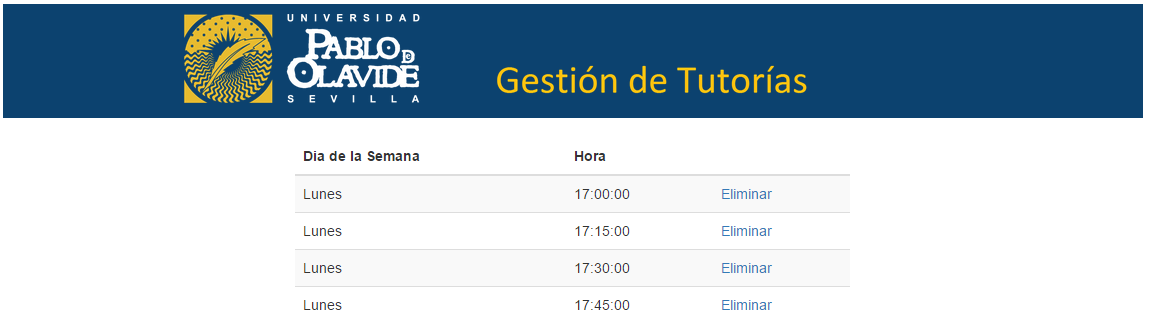 UNIVERSIDAD
PABLO DE
OLAVIDE
SEVILLA
Gestión de Tutorías
Dia de la Semana Hora
Lunes 17:00:00 Eliminar
Lunes 17:15:00 Eliminar
Lunes 17:30:00 Eliminar
Lunes 17:45:00 Eliminar